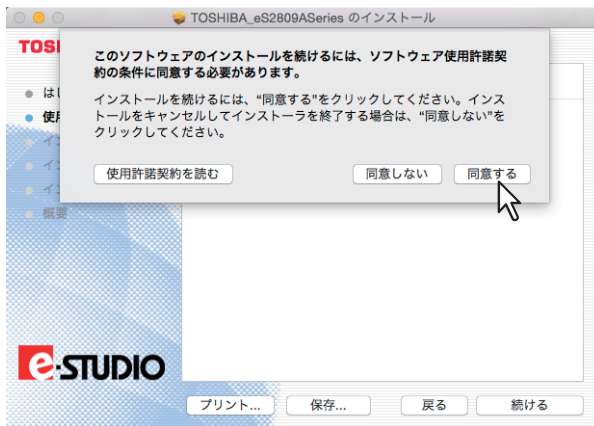 TOSHIBA_eS2809ASeries のインストール
このソフトウェアのインストールを続けるには、ソフトウェア使用許諾契
約の条件に同意する必要があります。
インストールを続けるには、“同意する”をクリックしてください。インス
トールをキャンセルしてインストーラを終了する場合は、“同意しない”を
クリックしてください。
使用許諾契約を読む
同意しない
同意する
概要
e-STUDIO
プリント...
保存...
戻る
続ける